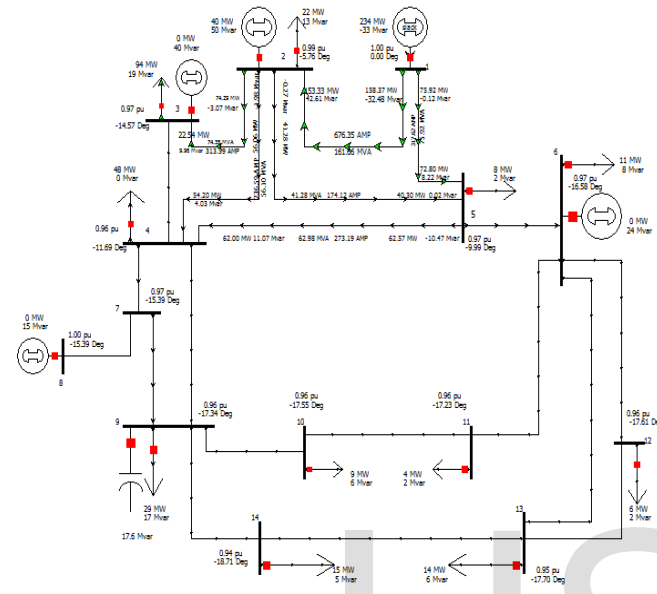 22 MW
13 Mvar
40 MW
50 Mvar
0.99 pu
-5.76 Deg
2
234 MW
-33 Mvar
slack
1.00 pu
0.00 Deg
1
0 MW
40 Mvar
94 MW
19 Mvar
0.97 pu
-14.57 Deg
3
74.29 MW
-3.07 Mvar
153.33 MW
42.61 Mvar
158.37 MW
-32.48 Mvar
75.92 MW
-0.12 Mvar
-0.27 Mvar
41.28 MW
676.35 AMP
161.66 MVA
75.92 MVA
22.54 MW
313.39 AMP
48 MW
0 Mvar
54.20 MW
4.03 Mvar
41.28 MVA 174.12 AMP
40.30 MW 0.02 Mvar
72.80 MW
8.22 Mvar
8 MW
2 Mvar
5
0.97 pu
-9.99 Deg
0.96 pu
-11.69 Deg
4
62.00 MW 11.07 Mvar
62.98 MVA 273.19 AMP
62.57 MW -10.47 Mvar
6
11 MW
8 Mvar
0.97 pu
-16.58 Deg
0 MW
24 Mvar
0.97 pu
-15.39 Deg
7
0 MW
15 Mvar
1.00 pu
-15.39 Deg
8
0.96 pu
-17.34 Deg
9
29 MW
17 Mvar
17.6 Mvar
0.96 pu
-17.55 Deg
10
9 MW
6 Mvar
0.96 pu
-17.23 Deg
11
4 MW
2 Mvar
0.96 pu
-17.61 De
12
6 MW
2 Mvar
14
0.94 pu
-18.71 Deg
15 MW
5 Mvar
13
14 MW
6 Mvar
0.95 pu
-17.70 Deg